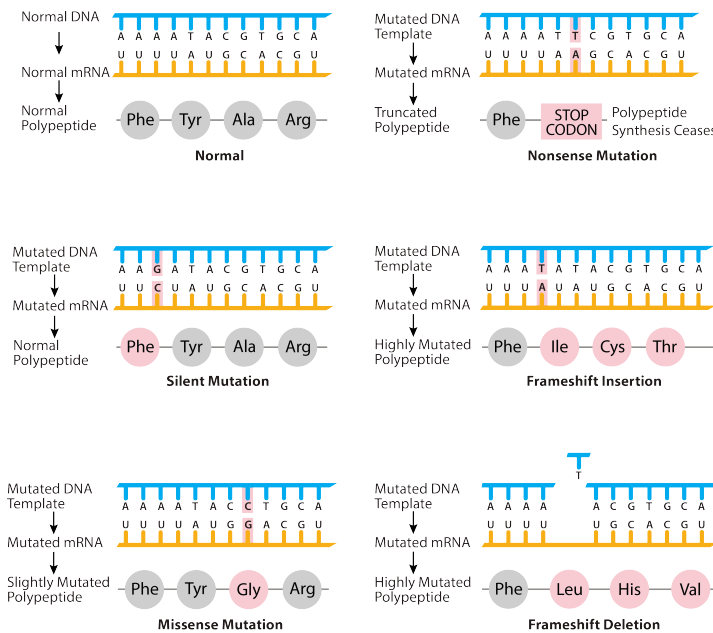 Normal DNA
A A A A T A C G T G C A
U U U U A U G C A C G U
Normal mRNA
Normal
Polypeptide
Phe Tyr Ala Arg
Normal
Mutated DNA
Template
A A A A T T C G T G C A
U U U U A A G C A C G U
Mutated mRNA
Truncated
Polypeptide
Phe STOP
CODON
Polypeptide
Synthesis Ceases
Nonsense Mutation
Mutated DNA
Template
A A G A T A C G T G C A
U U C U A U G C A C G U
Mutated mRNA
Normal
Polypeptide
Phe Tyr Ala Arg
Silent Mutation
Mutated DNA
Template
A A A T A T A C G T G C A
U U U A U A U G C A C G U
Mutated mRNA
Highly Mutated
Polypeptide
Phe Ile Cys Thr
Frameshift Insertion
Mutated DNA
Template
A A A A T A C C T G C A
U U U U A U G G A C G U
Mutated mRNA
Slightly Mutated
Polypeptide
Phe Tyr Gly Arg
Missense Mutation
T
Mutated DNA
Template
A A A A A C G T G C A
U U U U U G C A C G U
Mutated mRNA
Highly Mutated
Polypeptide
Phe Leu His Val
Frameshift Deletion